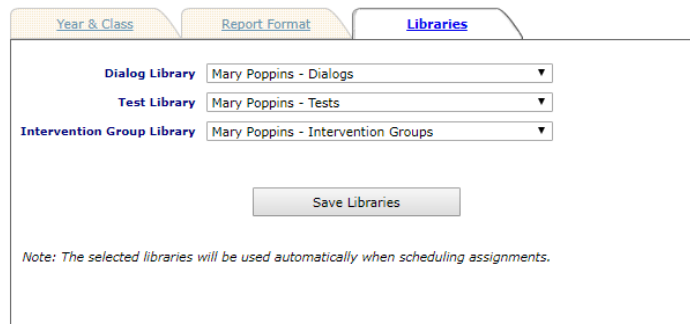 Year & Class Report Format Libraries
Dialog Library Mary Poppins - Dialogs
Test Library Mary Poppins - Tests
Intervention Group Library Mary Poppins - Intervention Groups
Save Libraries
Note: The selected libraries will be used automatically when scheduling assignments.